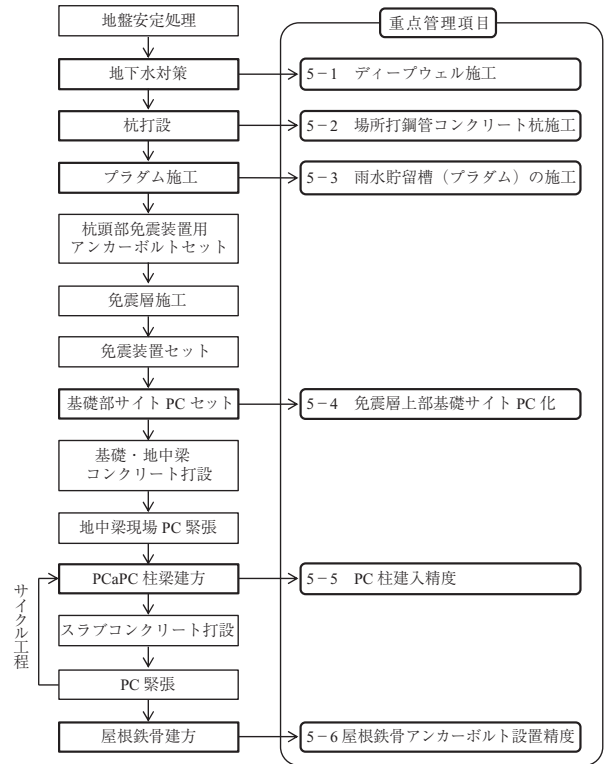 地盤安定処理
重点管理項目
地下水対策
5-1 ディープウェル施工
杭打設
5-2 場所打鋼管コンクリート杭施工
プラダム施工
5-3 雨水貯留槽（プラダム）の施工
杭頭部免震装置用
アンカーボルトセット
免震層施工
免震装置セット
基礎部サイト PC セット
5-4 免震層上部基礎サイト PC 化
基礎・地中梁
コンクリート打設
地中梁現場 PC 緊張
PCaPC 柱梁建方
5-5 PC 柱建入精度
サイクル工程
スラブコンクリート打設
PC 緊張
屋根鉄骨建方
5-6屋根鉄骨アンカーボルト設置精度